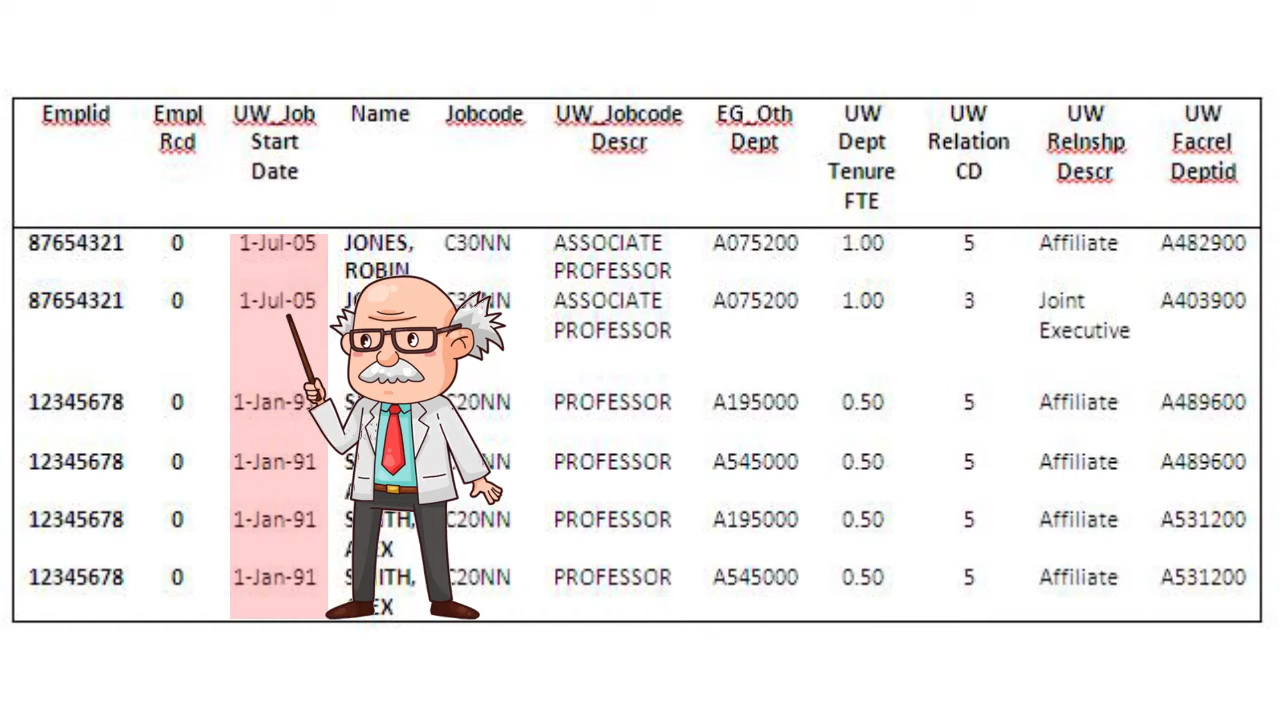 Emplid Empl UW_Job Name Jobcode UW_Jobcode EG_Oth UW UW UW UW
Rcd Start Descr Dept Dept Relation Relnshp Facrel
Date Tenure CD Descr Deptid
FTE
87654321 0 1-Jul-05 JONES, C30NN ASSOCIATE A075200 1.00 5 Affiliate A482900
ROBIN PROFESSOR
87654321 0 1-Jul-05 ASSOCIATE A075200 1.00 3 Joint A403900
PROFESSOR Executive
12345678 0 C20NN PROFESSOR A195000 0.50 5 Affiliate A489600
12345678 0 1-Jan-91 PROFESSOR A545000 0.50 5 Affiliate A489600
12345678 0 1-Jan-91 SMITH, C20NN PROFESSOR A195000 0.50 5 Affiliate A531200
ALEX
12345678 0 1-Jan-91 SMITH, C20NN PROFESSOR A545000 0.50 5 Affiliate A531200
ALEX